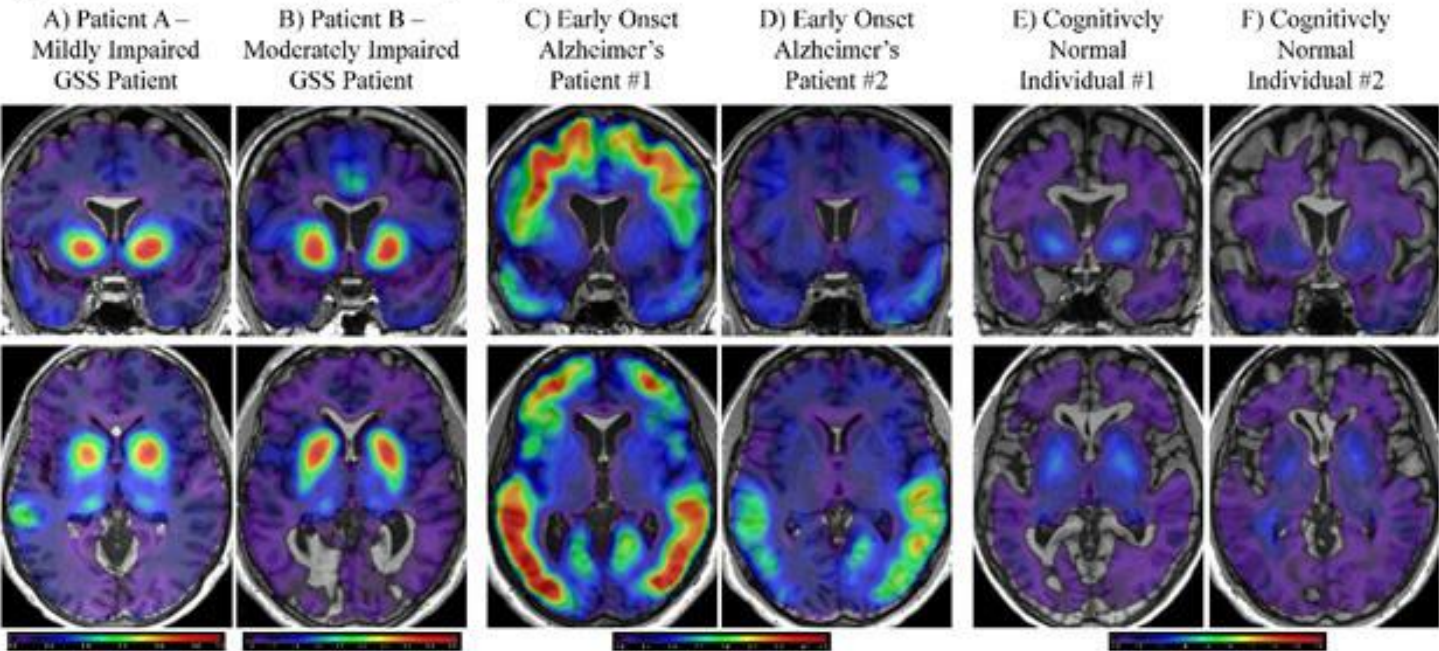 A) Patient A –
Mildly Impaired
GSS Patient
B) Patient B –
Moderately Impaired
GSS Patient
C) Early Onset
Alzheimer's
Patient #1
D) Early Onset
Alzheimer's
Patient #2
E) Cognitively
Normal
Individual #1
F) Cognitively
Normal
Individual #2